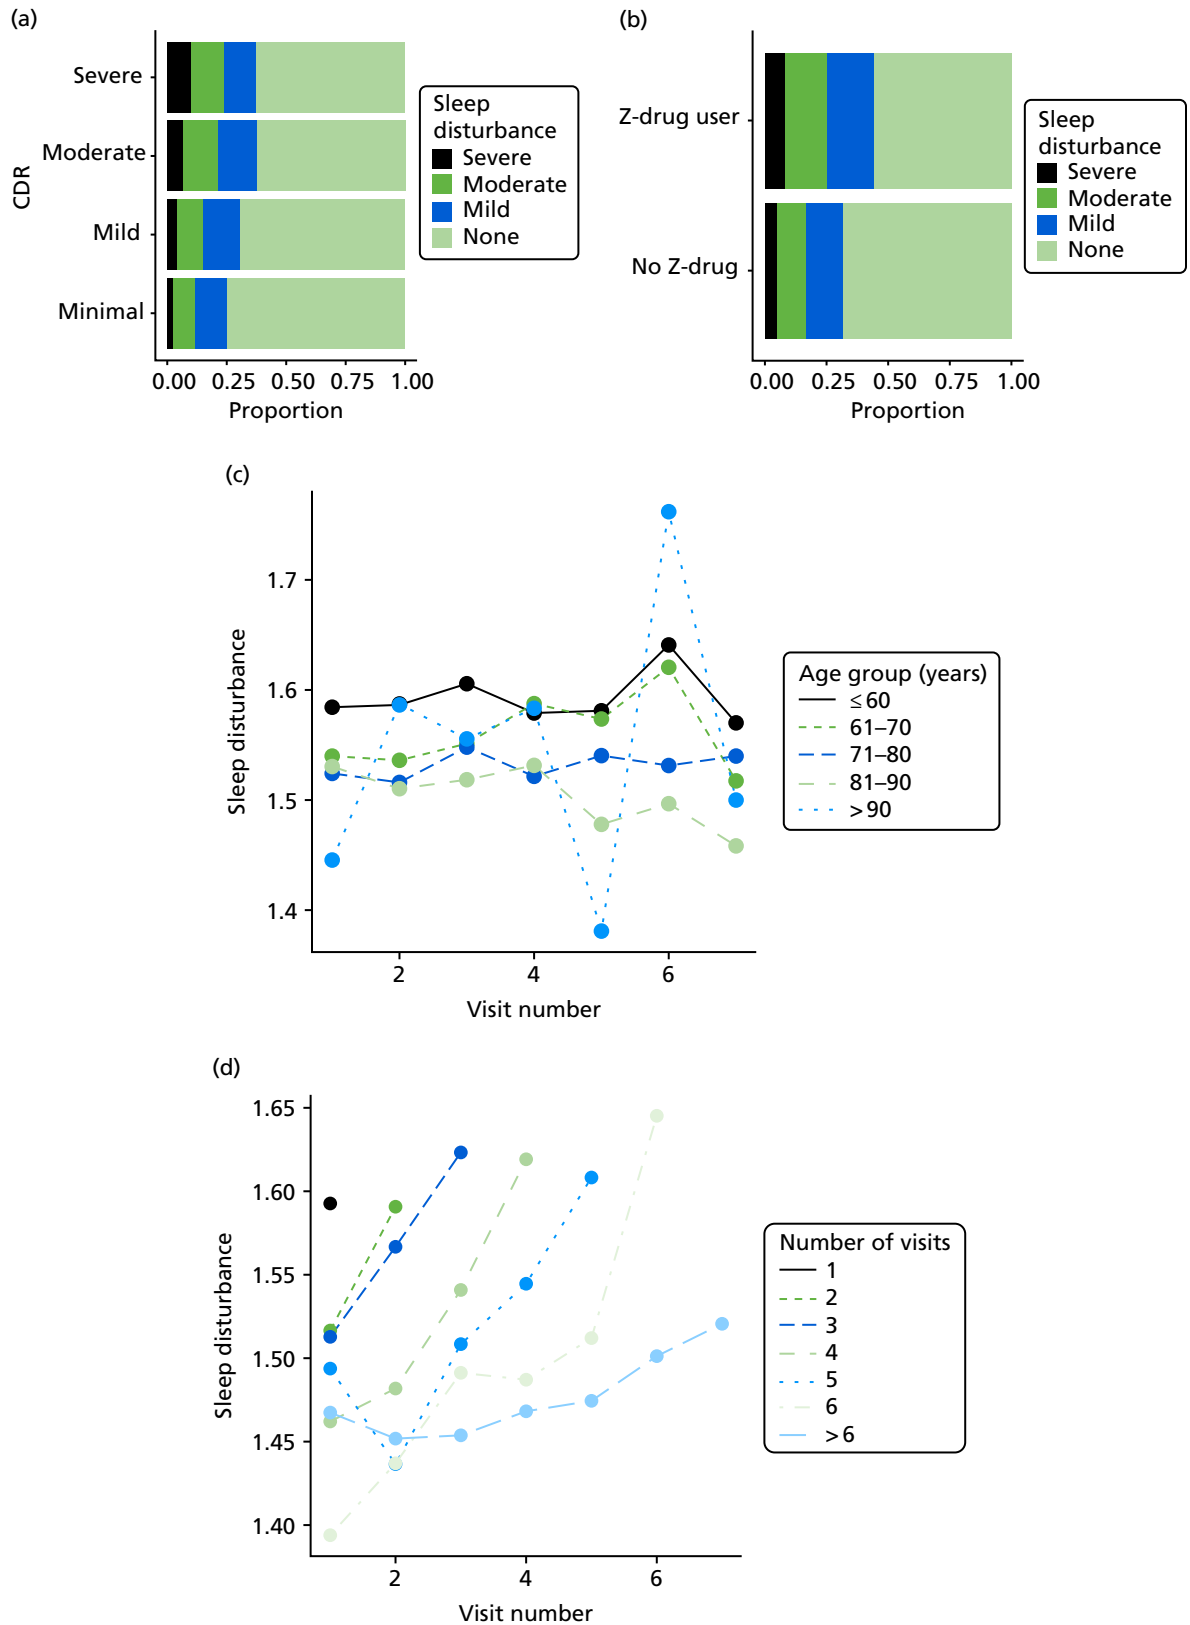 (a)
CDR
Severe
Moderate
Mild
Minimal
0.00 0.25 0.50 0.75 1.00
Proportion
Sleep
disturbance
Severe
Moderate
Mild
None
(b)
Z-drug user
No Z-drug
0.00 0.25 0.50 0.75 1.00
Proportion
Sleep
disturbance
Severe
Moderate
Mild
None
(c)
Sleep disturbance
1.7
1.6
1.5
1.4
2 4 6
Visit number
Age group (years)
≤60
61–70
71–80
81–90
>90
(d)
Sleep disturbance
1.65
1.60
1.55
1.50
1.45
1.40
2 4 6
Visit number
Number of visits
1
2
3
4
5
6
>6